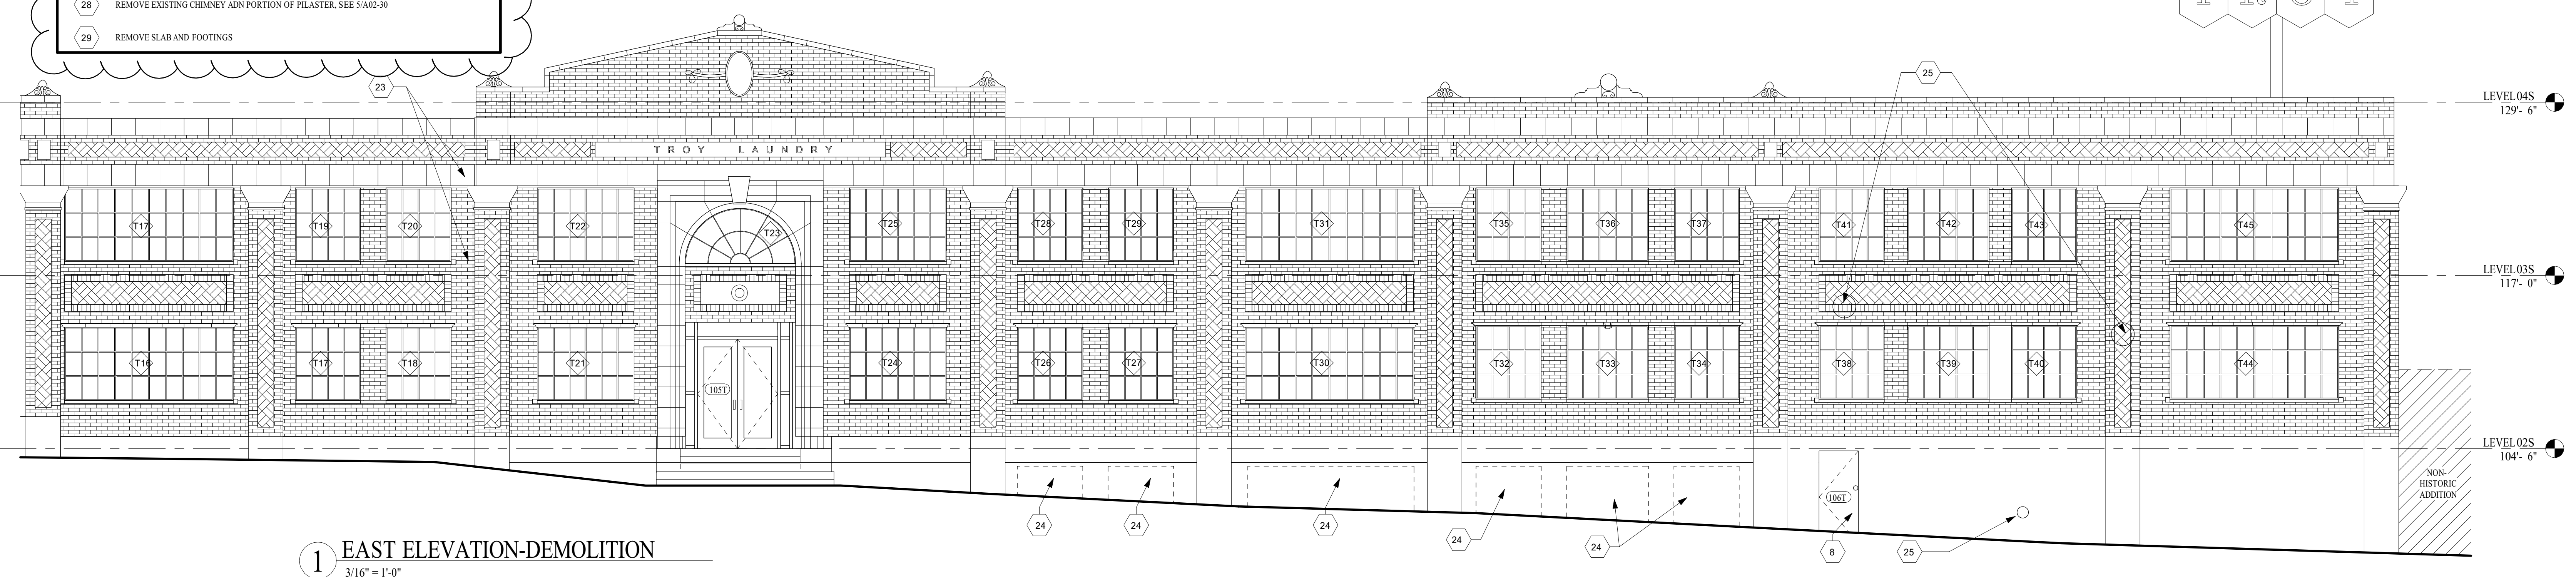 28 REMOVE EXISTING CHIMNEY ADN PORTION OF PILASTER, SEE 5/A02-30
29 REMOVE SLAB AND FOOTINGS
23
25
LEVEL 04S
129'- 6"
TROY LAUNDRY
T17 T19 T20 T22 T23 T25 T28 T29 T31 T35 T36 T37 T41 T42 T43 T45
LEVEL 03S
117'- 0"
T16 T17 T18 T21 105T T24 T26 T27 T30 T32 T33 T34 T38 T39 T40 T44
LEVEL 02S
104'- 6"
NON-
HISTORIC
ADDITION
106T
24 24 24 24 24 8 25
1 EAST ELEVATION-DEMOLITION
3/16" = 1'-0"